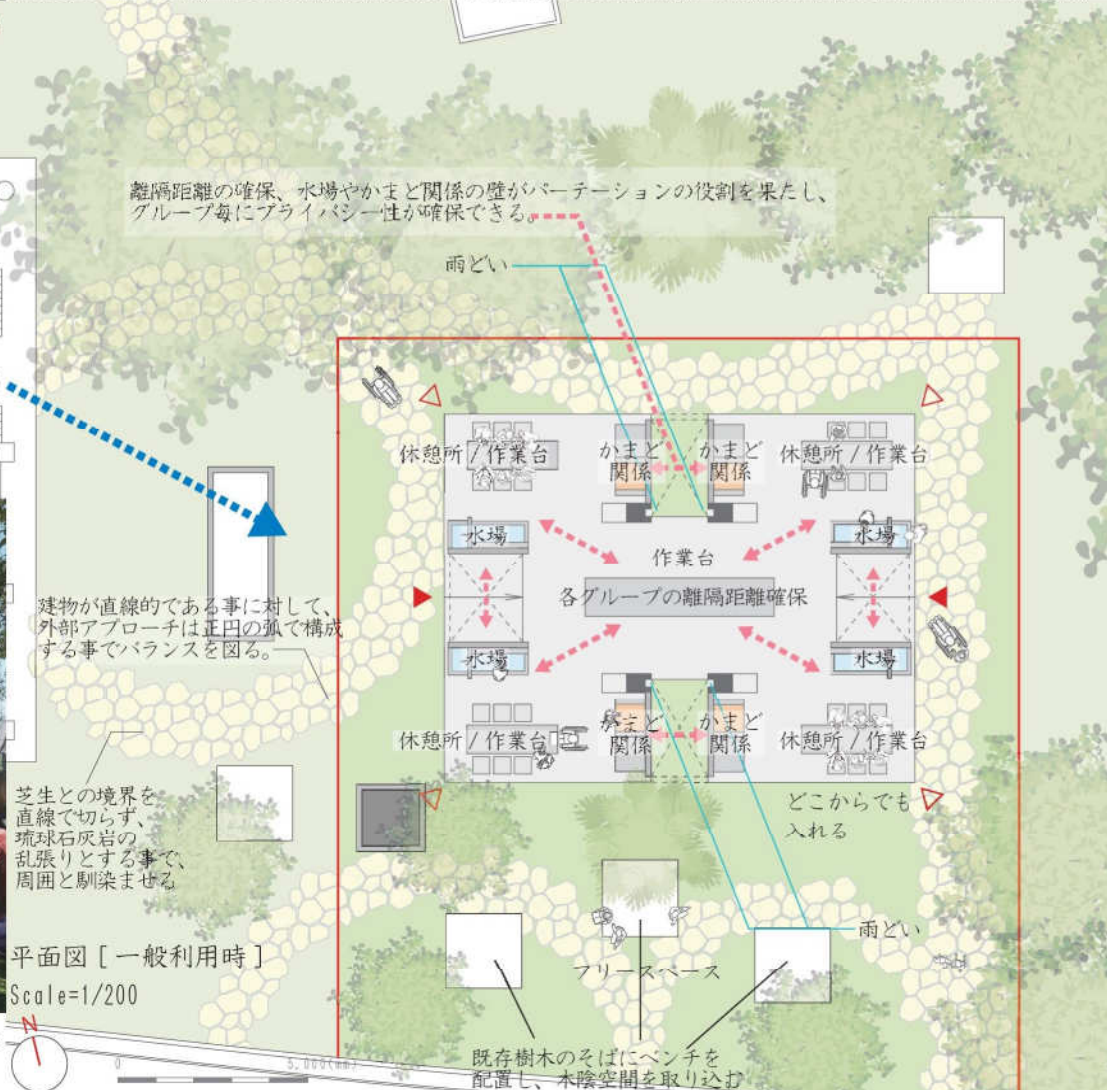 離隔距離の確保、水場やかまど関係の壁がパーテーションの役割を果たし、
グループ毎にプライバシー性が確保できる。
雨どい
休憩所/作業台
かまど
関係
かまど
関係
休憩所/作業台
水場
水場
作業台
各グループの離隔距離確保
建物が直線的である事に対して、
外部アプローチは正円の弧で構成
する事でバランスを図る。
水場
水場
休憩所/作業台
かまど
関係
かまど
関係
休憩所/作業台
芝生との境界を
直線で切らず、
琉球石灰岩の
乱張りとする事で、
周囲と馴染ませる
どこからでも
入れる
雨どい
フリースペース
平面図[一般利用時]
Scale=1/200
N
0
5,000(mm)
既存樹木のそばにベンチを
配置し、木陰空間を取り込む